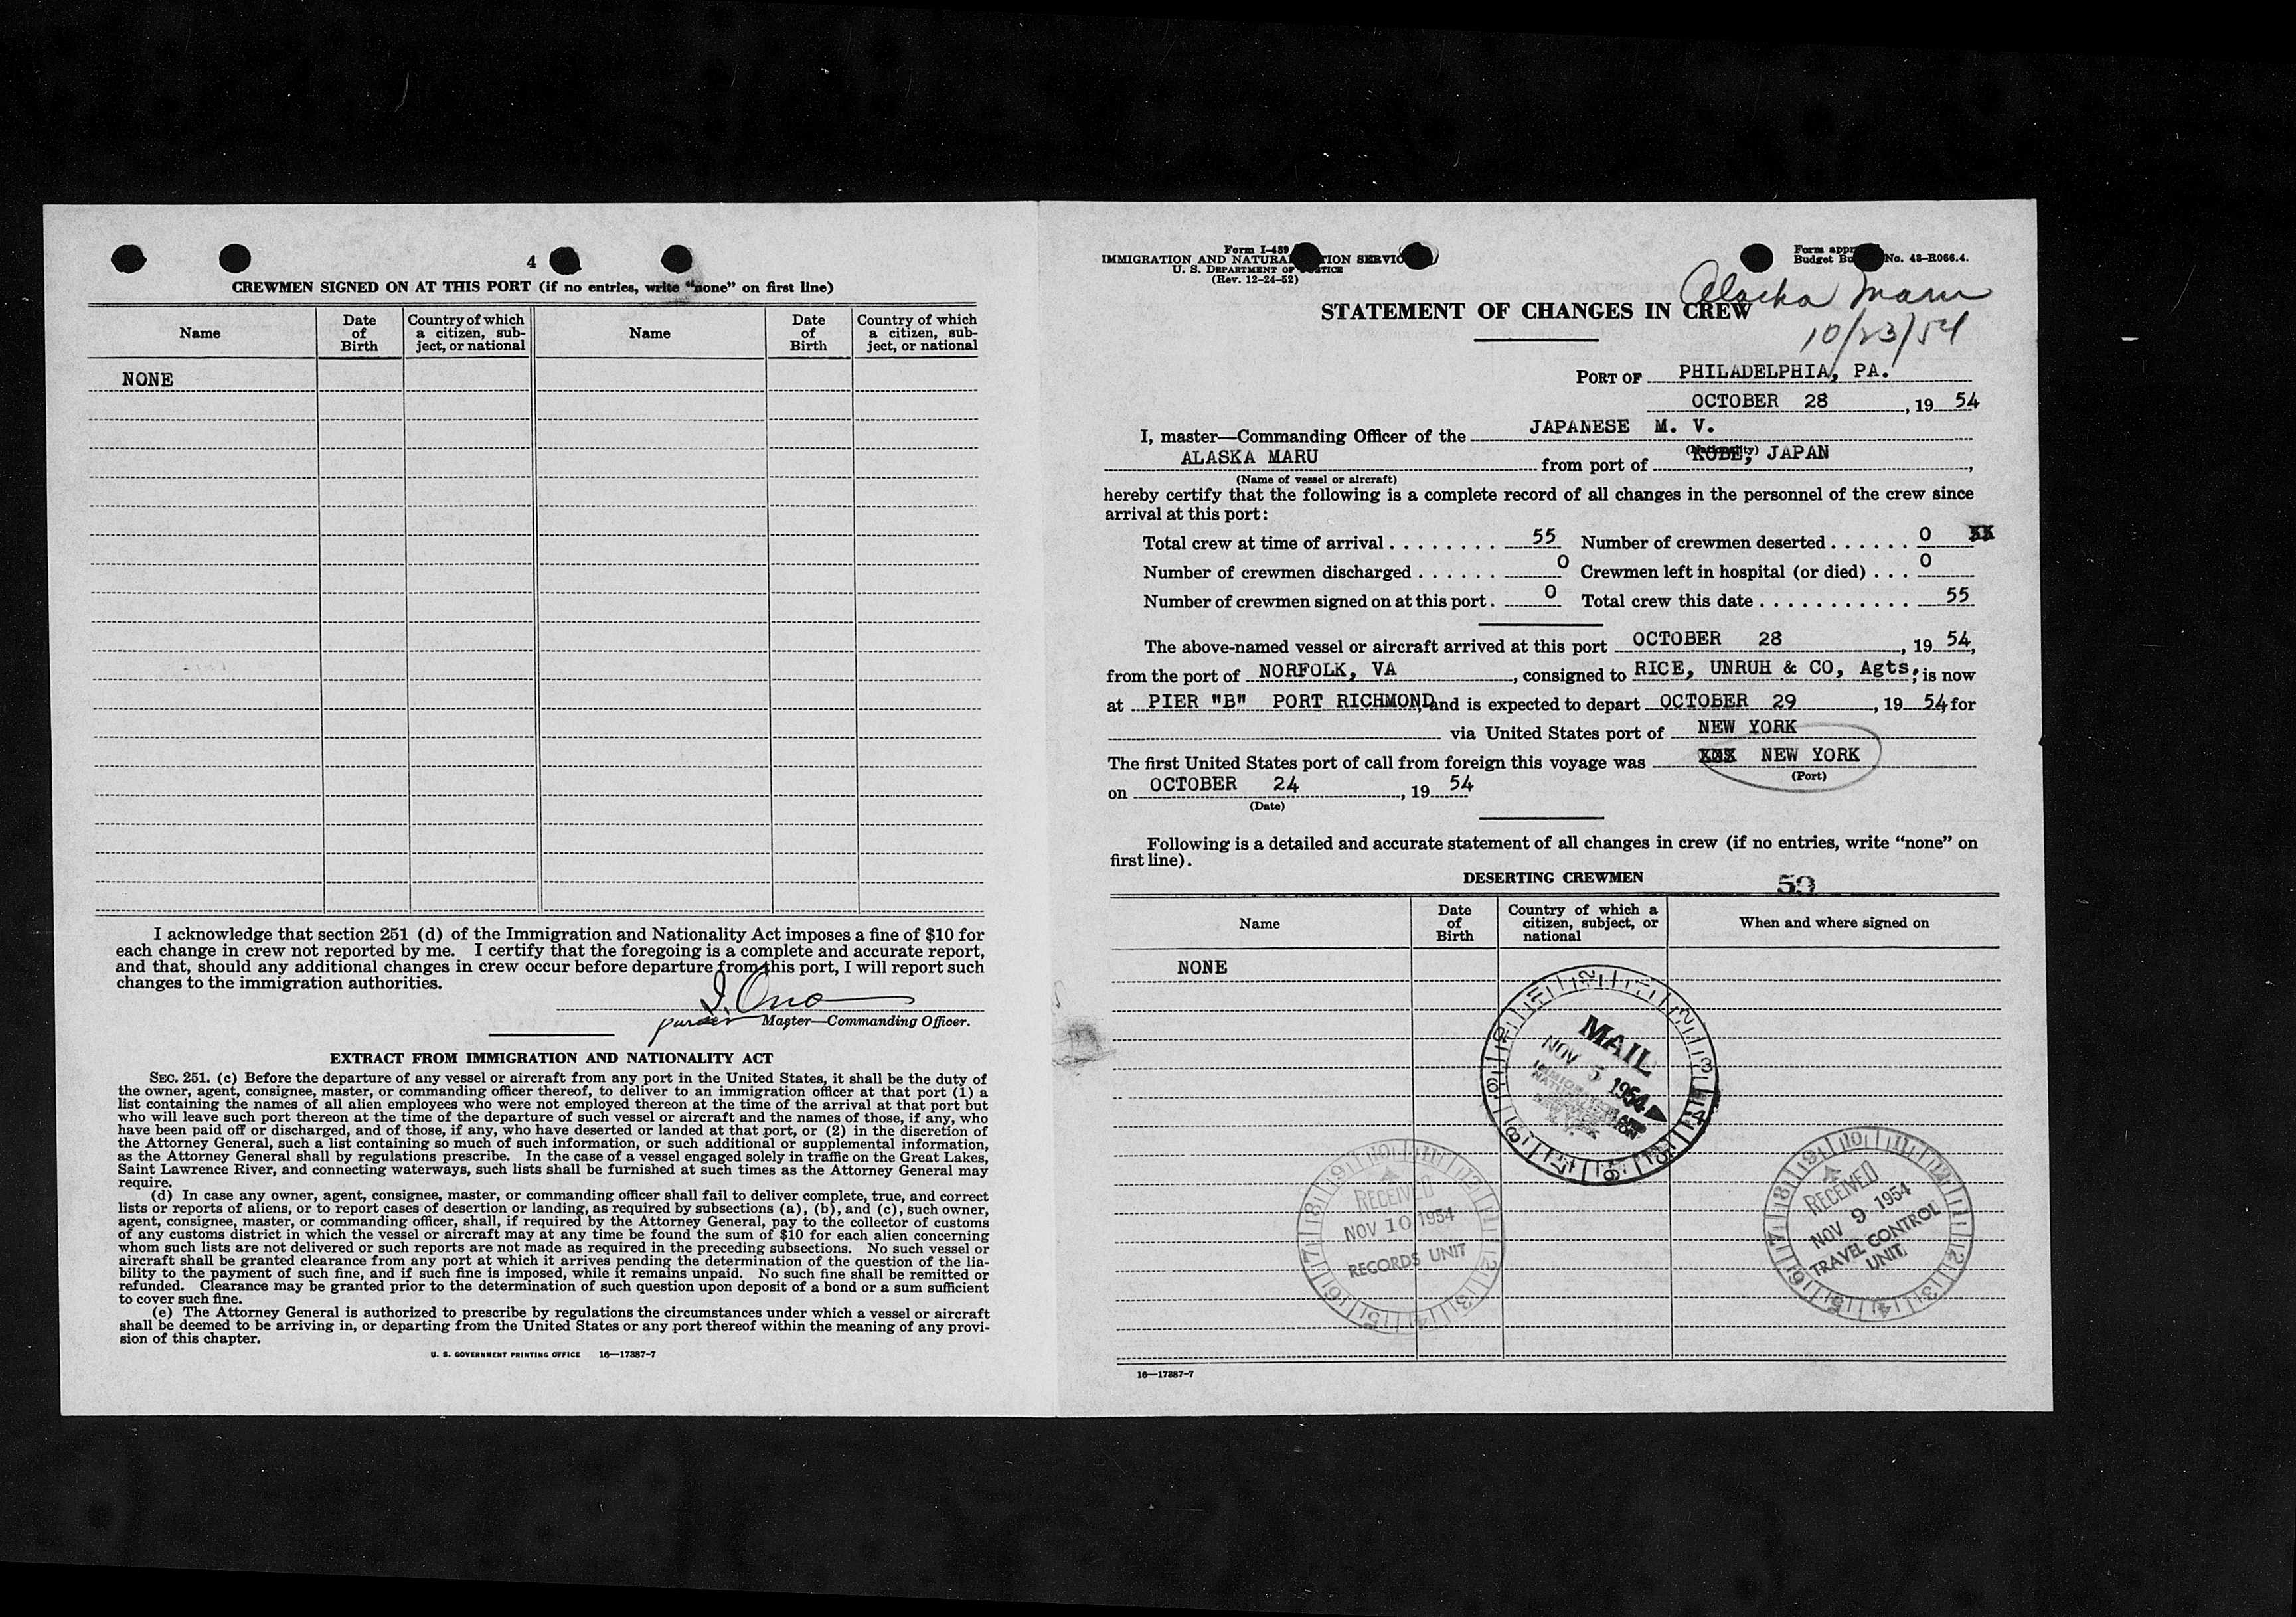 4
CREWMEN SIGNED ON AT THIS PORT (if no entries, write "none" on first line)
Name
Date of Birth
Country of which a citizen, subject, or national
Name
Date of Birth
Country of which a citizen, subject, or national
NONE
I acknowledge that section 251 (d) of the Immigration and Nationality Act imposes a fine of $10 for
each change in crew not reported by me. I certify that the foregoing is a complete and accurate report,
and that, should any additional changes in crew occur before departure from this port, I will report such
changes to the immigration authorities.
I. Ono
purser Master—Commanding Officer.
EXTRACT FROM IMMIGRATION AND NATIONALITY ACT
SEC. 251. (c) Before the departure of any vessel or aircraft from any port in the United States, it shall be the duty of
the owner, agent, consignee, master, or commanding officer thereof, to deliver to an immigration officer at that port (1) a
list containing the names of all alien employees who were not employed thereon at the time of the arrival at that port but
who will leave such port thereon at the time of the departure of such vessel or aircraft and the names of those, if any, who
have been paid off or discharged, and of those, if any, who have deserted or landed at that port, or (2) in the discretion of
the Attorney General, such a list containing so much of such information, or such additional or supplemental information,
as the Attorney General shall by regulations prescribe. In the case of a vessel engaged solely in traffic on the Great Lakes,
Saint Lawrence River, and connecting waterways, such lists shall be furnished at such times as the Attorney General may
require.
(d) In case any owner, agent, consignee, master, or commanding officer shall fail to deliver complete, true, and correct
lists or reports of aliens, or to report cases of desertion or landing, as required by subsections (a), (b), and (c), such owner,
agent, consignee, master, or commanding officer, shall, if required by the Attorney General, pay to the collector of customs
of any customs district in which the vessel or aircraft may at any time be found the sum of $10 for each alien concerning
whom such lists are not delivered or such reports are not made as required in the preceding subsections. No such vessel or
aircraft shall be granted clearance from any port at which it arrives pending the determination of the question of the lia-
bility to the payment of such fine, and if such fine is imposed, while it remains unpaid. No such fine shall be remitted or
refunded. Clearance may be granted prior to the determination of such question upon deposit of a bond or a sum sufficient
to cover such fine.
(e) The Attorney General is authorized to prescribe by regulations the circumstances under which a vessel or aircraft
shall be deemed to be arriving in, or departing from the United States or any port thereof within the meaning of any provi-
sion of this chapter.
U. S. GOVERNMENT PRINTING OFFICE 16—17387-7
Form I-489
IMMIGRATION AND NATURA TION SERVIC
U. S. DEPARTMENT OF STICE
(Rev. 12-24-52)
Form appr
Budget Bu No. 43-R066.4.
Alaska Maru
10/23/54
STATEMENT OF CHANGES IN CREW
PORT OF PHILADELPHIA, PA.
OCTOBER 28, 19 54
I, master—Commanding Officer of the JAPANESE M. V.
(Nationality)
ALASKA MARU from port of KOBE, JAPAN,
(Name of vessel or aircraft)
hereby certify that the following is a complete record of all changes in the personnel of the crew since
arrival at this port:
Total crew at time of arrival 55 Number of crewmen deserted 0 XX
Number of crewmen discharged 0 Crewmen left in hospital (or died) 0
Number of crewmen signed on at this port. 0 Total crew this date 55
The above-named vessel or aircraft arrived at this port OCTOBER 28, 19 54,
from the port of NORFOLK, VA, consigned to RICE, UNRUH & CO, Agts, is now
at PIER "B" PORT RICHMOND, and is expected to depart OCTOBER 29, 19 54 for
via United States port of NEW YORK
The first United States port of call from foreign this voyage was XXX NEW YORK
(Port)
on OCTOBER 24, 19 54
(Date)
Following is a detailed and accurate statement of all changes in crew (if no entries, write "none" on
first line).
DESERTING CREWMEN
59
Name
Date of Birth
Country of which a citizen, subject, or national
When and where signed on
NONE
MAIL
NOV 5 1954
RECEIVED
NOV 10 1954
RECORDS UNIT
RECEIVED
NOV 9 1954
TRAVEL CONTROL
UNIT
16—17387-7